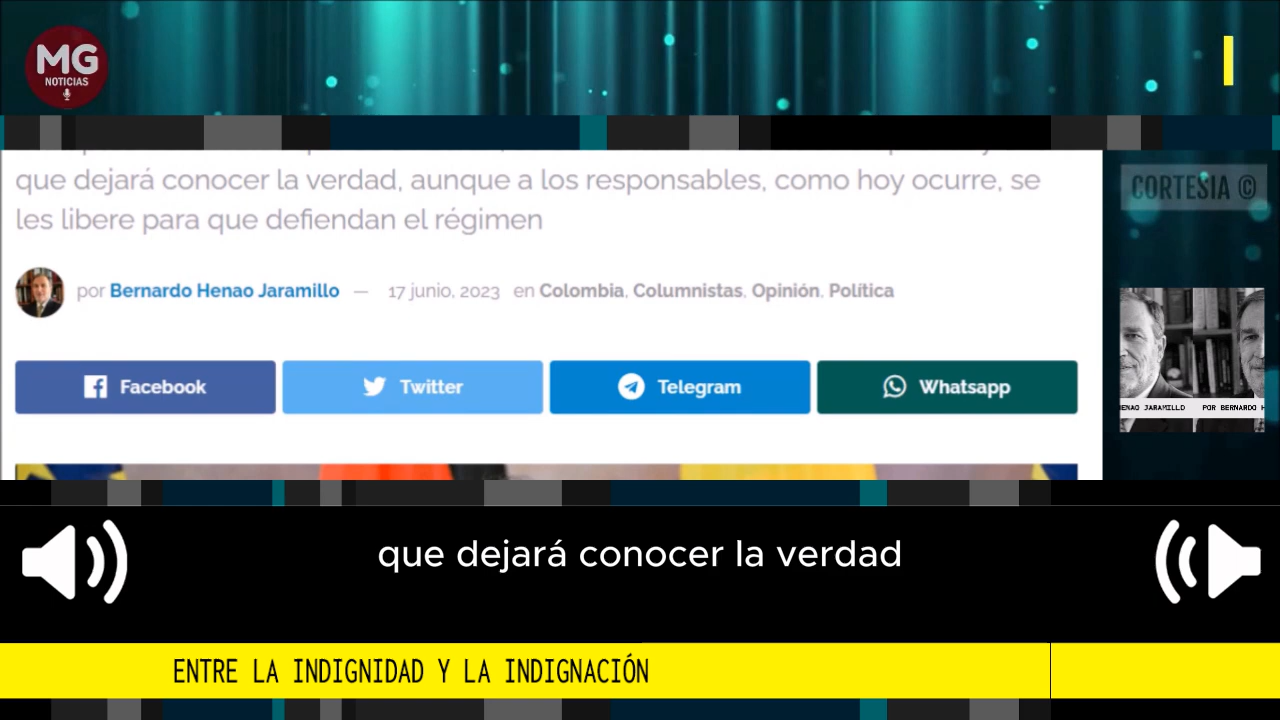 MG
NOTICIAS
que dejará conocer la verdad, aunque a los responsables, como hoy ocurre, se
les libere para que defiendan el régimen
por Bernardo Henao Jaramillo — 17 junio, 2023 en Colombia, Columnistas, Opinión, Política
Facebook
Twitter
Telegram
Whatsapp
CORTESIA ©
HENAO JARAMILLO POR BERNARDO H
que dejará conocer la verdad
ENTRE LA INDIGNIDAD Y LA INDIGNACIÓN